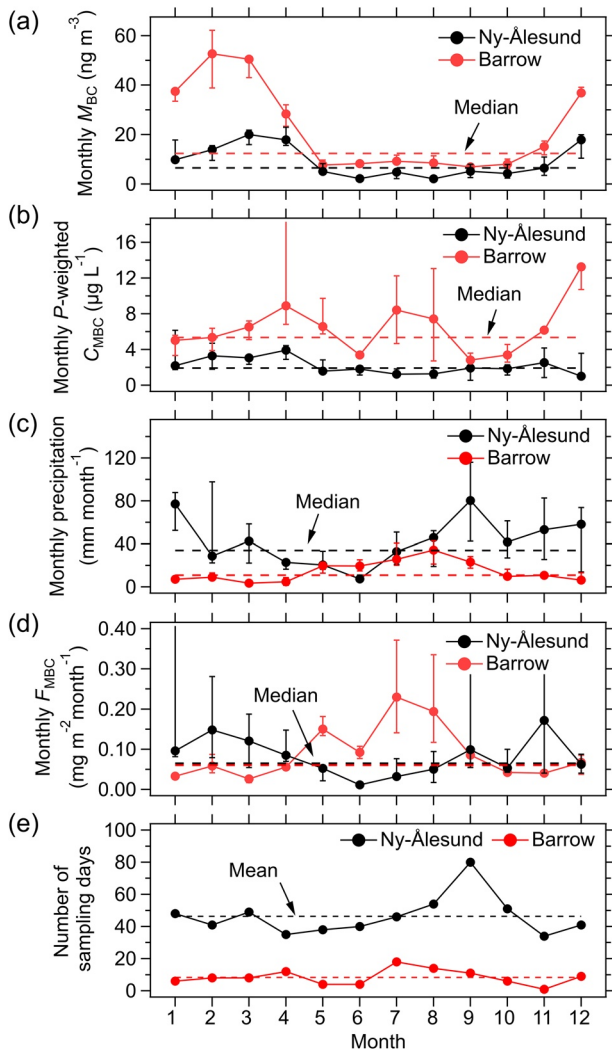 (a)
Monthly M_BC (ng m⁻³)
60
40
20
0
Ny-Ålesund
Barrow
Median
(b)
Monthly P-weighted
C_MBC (µg L⁻¹)
16
12
8
4
0
Ny-Ålesund
Barrow
Median
(c)
Monthly precipitation
(mm month⁻¹)
120
80
40
0
Ny-Ålesund
Barrow
Median
(d)
Monthly F_MBC
(mg m⁻² month⁻¹)
0.40
0.30
0.20
0.10
0.00
Ny-Ålesund
Barrow
Median
(e)
Number of
sampling days
100
80
60
40
20
0
Ny-Ålesund Barrow
Mean
1 2 3 4 5 6 7 8 9 10 11 12
Month